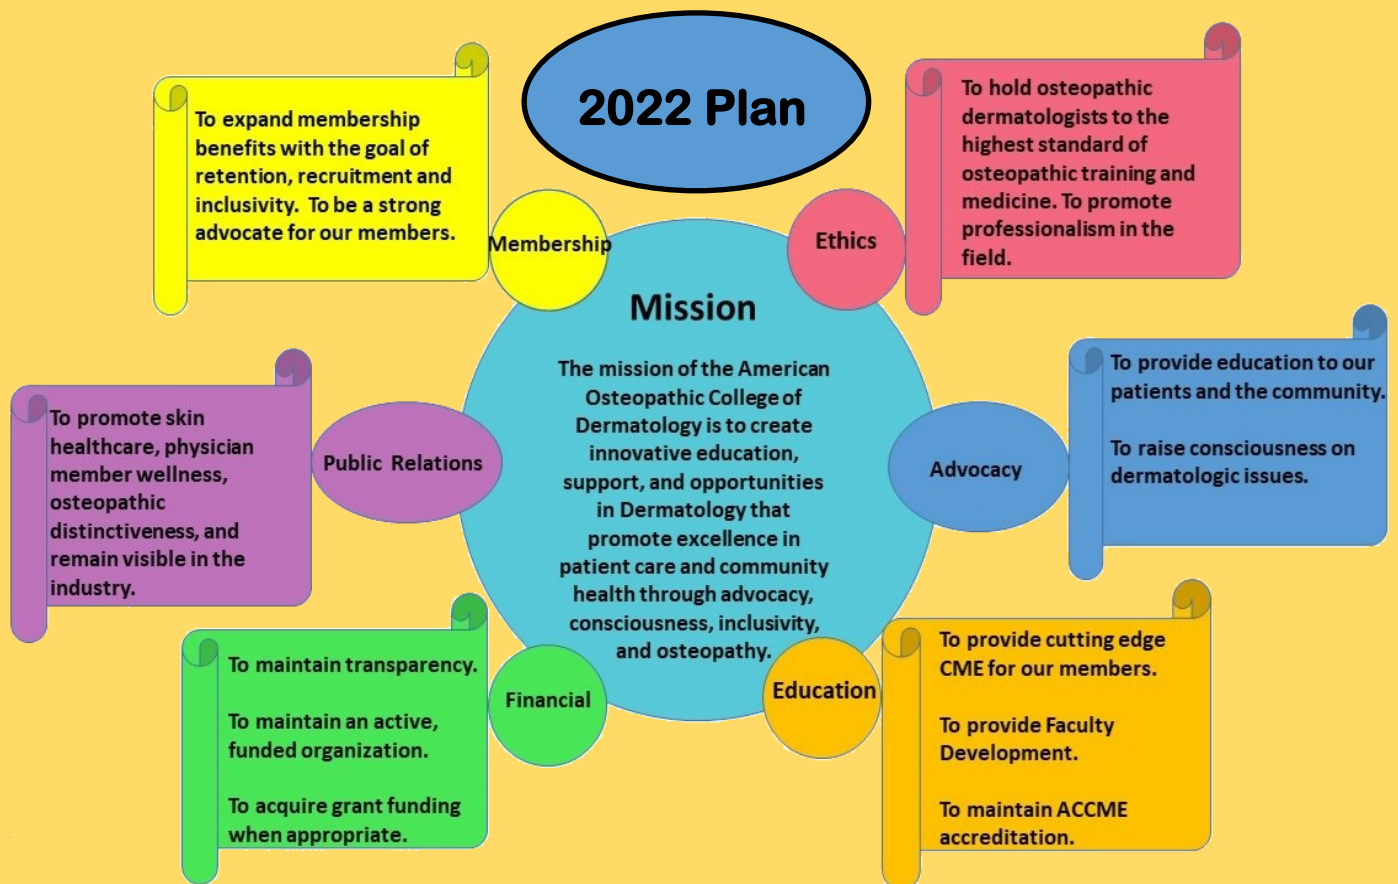 2022 Plan
To expand membership
benefits with the goal of
retention, recruitment and
inclusivity. To be a strong
advocate for our members.
Membership
Ethics
To hold osteopathic
dermatologists to the
highest standard of
osteopathic training and
medicine. To promote
professionalism in the
field.
Mission
The mission of the American
Osteopathic College of
Dermatology is to create
innovative education,
support, and opportunities
in Dermatology that
promote excellence in
patient care and community
health through advocacy,
consciousness, inclusivity,
and osteopathy.
To promote skin
healthcare, physician
member wellness,
osteopathic
distinctiveness, and
remain visible in the
industry.
Public Relations
Advocacy
To provide education to our
patients and the community.
To raise consciousness on
dermatologic issues.
To maintain transparency.
To maintain an active,
funded organization.
To acquire grant funding
when appropriate.
Financial
Education
To provide cutting edge
CME for our members.
To provide Faculty
Development.
To maintain ACCME
accreditation.